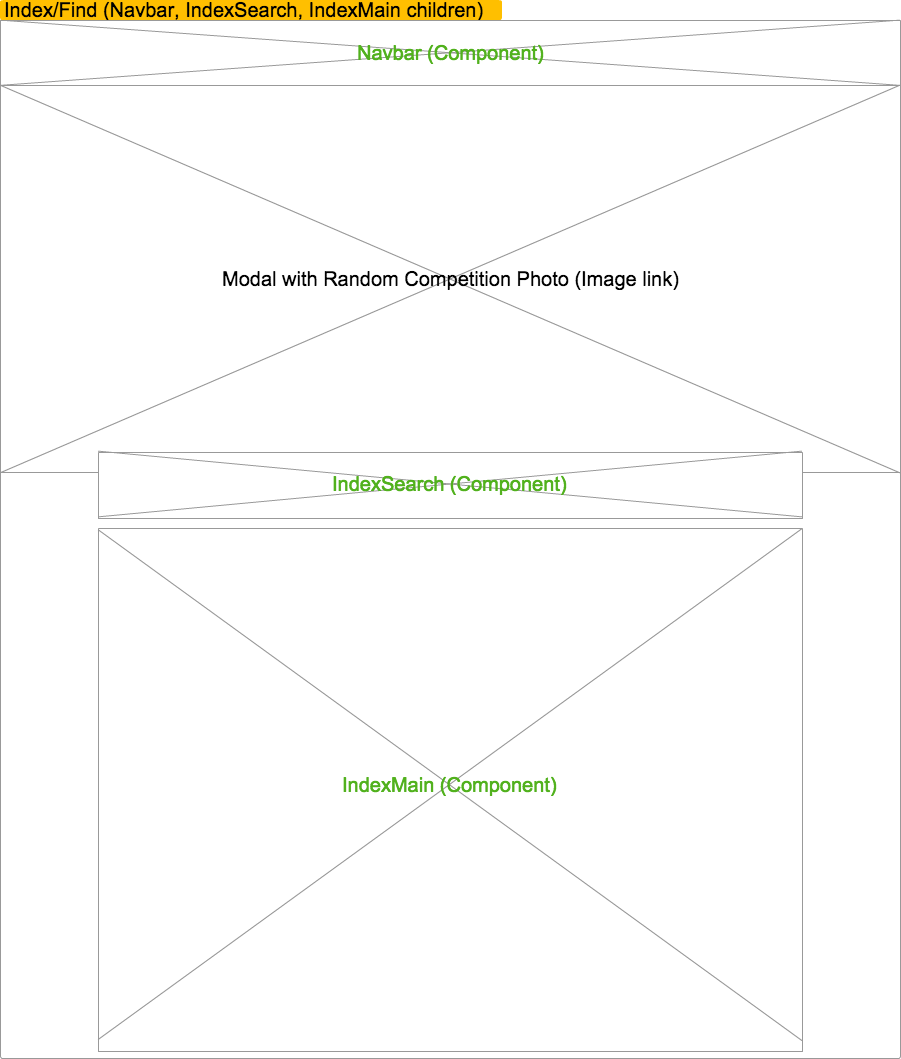 Index/Find (Navbar, IndexSearch, IndexMain children)
Navbar (Component)
Modal with Random Competition Photo (Image link)
IndexSearch (Component)
IndexMain (Component)